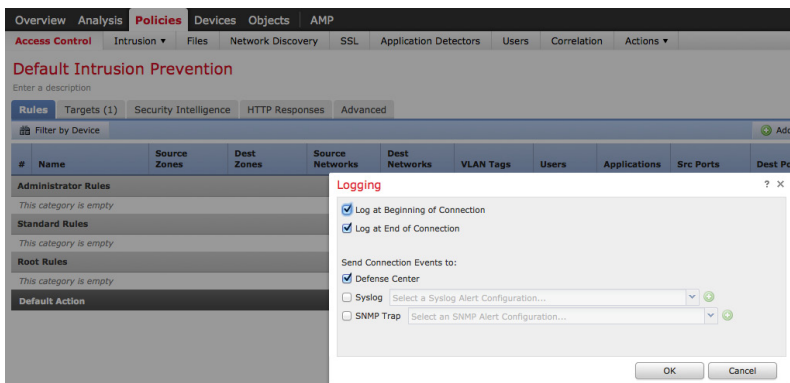 Overview Analysis Policies Devices Objects AMP
Access Control Intrusion ▾ Files Network Discovery SSL Application Detectors Users Correlation Actions ▾
Default Intrusion Prevention
Enter a description
Rules Targets (1) Security Intelligence HTTP Responses Advanced
Filter by Device Add
# Name Source Zones Dest Zones Source Networks Dest Networks VLAN Tags Users Applications Src Ports Dest Po
Administrator Rules
This category is empty
Standard Rules
This category is empty
Root Rules
This category is empty
Default Action
Logging ? ×
Log at Beginning of Connection
Log at End of Connection
Send Connection Events to:
Defense Center
Syslog Select a Syslog Alert Configuration...
SNMP Trap Select an SNMP Alert Configuration...
OK Cancel